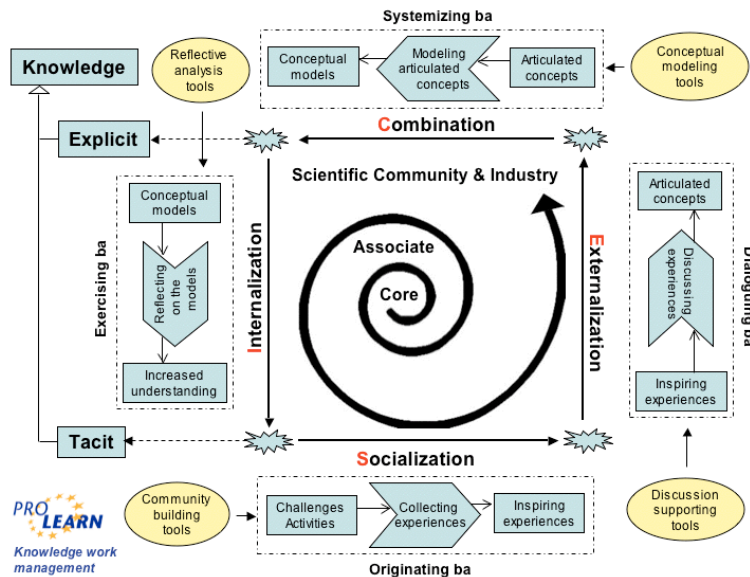 Systemizing ba
Knowledge
Reflective
analysis
tools
Conceptual
models
Modeling
articulated
concepts
Articulated
concepts
Conceptual
modeling
tools
Explicit
Combination
Scientific Community & Industry
Associate
Core
Exercising ba
Conceptual
models
Reflecting
on the
models
Increased
understanding
Internalization
Externalization
Articulated
concepts
Discussing
experiences
Inspiring
experiences
Dialoguing ba
Tacit
Socialization
PRO
LEARN
Knowledge work
management
Community
building
tools
Challenges
Activities
Collecting
experiences
Inspiring
experiences
Discussion
supporting
tools
Originating ba